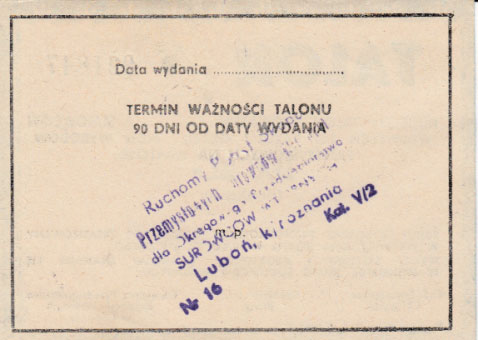 Data wydania ....................
TERMIN WAŻNOŚCI TALONU
90 DNI OD DATY WYDANIA
m.p.
Ruchomy
Przemysłowych
dla Okręgowego
SUROWCÓW
Luboń, k/poznania
Nr 16
Kat. V/2